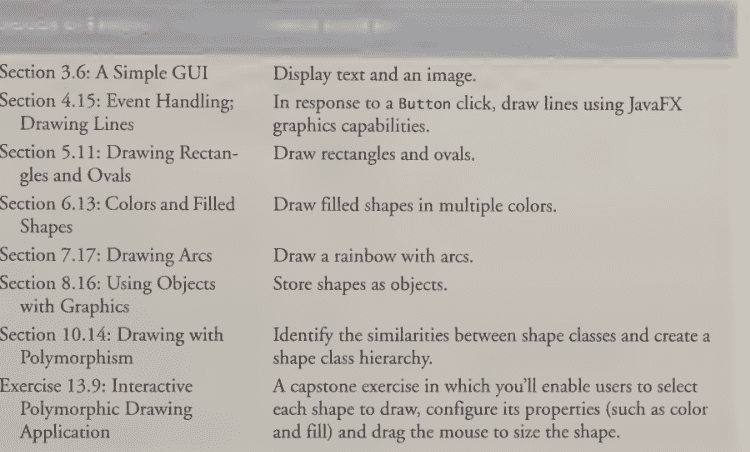 Section 3.6: A Simple GUI Display text and an image.
Section 4.15: Event Handling; In response to a Button click, draw lines using JavaFX
Drawing Lines graphics capabilities.
Section 5.11: Drawing Rectan- Draw rectangles and ovals.
gles and Ovals
Section 6.13: Colors and Filled Draw filled shapes in multiple colors.
Shapes
Section 7.17: Drawing Arcs Draw a rainbow with arcs.
Section 8.16: Using Objects Store shapes as objects.
with Graphics
Section 10.14: Drawing with Identify the similarities between shape classes and create a
Polymorphism shape class hierarchy.
Exercise 13.9: Interactive A capstone exercise in which you'll enable users to select
Polymorphic Drawing each shape to draw, configure its properties (such as color
Application and fill) and drag the mouse to size the shape.